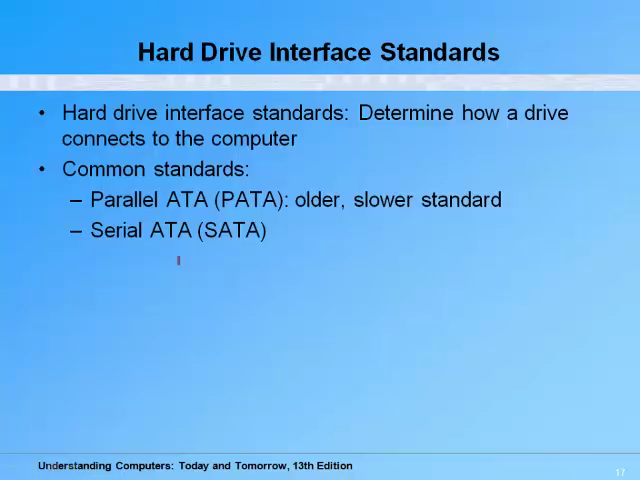 Hard Drive Interface Standards
• Hard drive interface standards: Determine how a drive
connects to the computer
• Common standards:
– Parallel ATA (PATA): older, slower standard
– Serial ATA (SATA)
Understanding Computers: Today and Tomorrow, 13th Edition
17